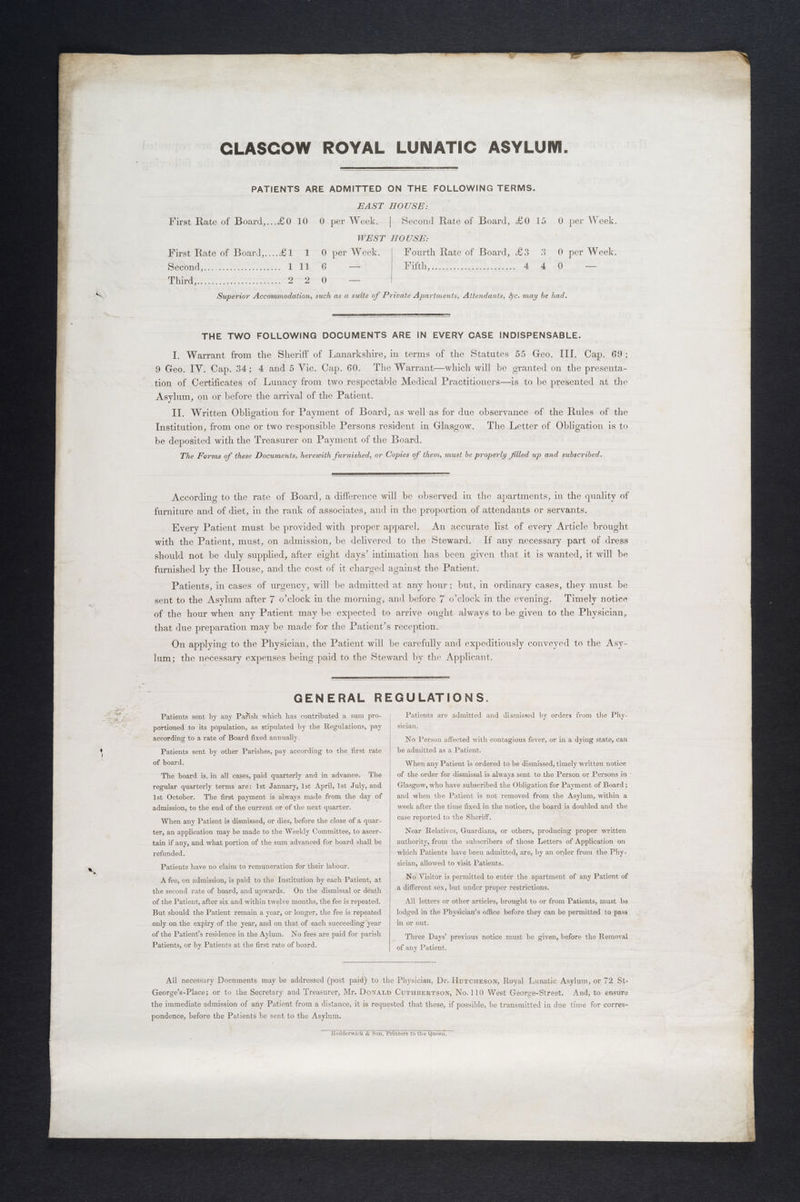 GLASGOW ROYAL LUNATIC ASYLUM.
PATIENTS ARE ADMITTED ON THE FOLLOWING TERMS.
EAST HOUSE:
First Rate of Board,...£0 10 0 per Week. | Second Rate of Board, £0 15 0 per Week.
WEST HOUSE:
First Rate of Board,.....£1 1 0 per Week. | Fourth Rate of Board, £3 3 0 per Week.
Second,...................... 1 11 6 — | Fifth,........................ 4 4 0 —
Third,........................ 2 2 0 —
Superior Accommodation, such as a suite of Private Apartments, Attendants, &c. may be had.
THE TWO FOLLOWING DOCUMENTS ARE IN EVERY CASE INDISPENSABLE.
I. Warrant from the Sheriff of Lanarkshire, in terms of the Statutes 55 Geo. III. Cap. 69;
9 Geo. IV. Cap. 34; 4 and 5 Vic. Cap. 60. The Warrant—which will be granted on the presenta-
tion of Certificates of Lunacy from two respectable Medical Practitioners—is to be presented at the
Asylum, on or before the arrival of the Patient.
II. Written Obligation for Payment of Board, as well as for due observance of the Rules of the
Institution, from one or two responsible Persons resident in Glasgow. The Letter of Obligation is to
be deposited with the Treasurer on Payment of the Board.
The Forms of these Documents, herewith furnished, or Copies of them, must be properly filled up and subscribed.
According to the rate of Board, a difference will be observed in the apartments, in the quality of
furniture and of diet, in the rank of associates, and in the proportion of attendants or servants.
Every Patient must be provided with proper apparel. An accurate list of every Article brought
with the Patient, must, on admission, be delivered to the Steward. If any necessary part of dress
should not be duly supplied, after eight days' intimation has been given that it is wanted, it will be
furnished by the House, and the cost of it charged against the Patient.
Patients, in cases of urgency, will be admitted at any hour; but, in ordinary cases, they must be
sent to the Asylum after 7 o'clock in the morning, and before 7 o'clock in the evening. Timely notice
of the hour when any Patient may be expected to arrive ought always to be given to the Physician,
that due preparation may be made for the Patient's reception.
On applying to the Physician, the Patient will be carefully and expeditiously conveyed to the Asy-
lum; the necessary expenses being paid to the Steward by the Applicant.
GENERAL REGULATIONS.
Patients sent by any Parish which has contributed a sum pro-
portioned to its population, as stipulated by the Regulations, pay
according to a rate of Board fixed annually.
Patients sent by other Parishes, pay according to the first rate
of board.
The board is, in all cases, paid quarterly and in advance. The
regular quarterly terms are: 1st January, 1st April, 1st July, and
1st October. The first payment is always made from the day of
admission, to the end of the current or of the next quarter.
When any Patient is dismissed, or dies, before the close of a quar-
ter, an application may be made to the Weekly Committee, to ascer-
tain if any, and what portion of the sum advanced for board shall be
refunded.
Patients have no claim to remuneration for their labour.
A fee, on admission, is paid to the Institution by each Patient, at
the second rate of board, and upwards. On the dismissal or death
of the Patient, after six and within twelve months, the fee is repeated.
But should the Patient remain a year, or longer, the fee is repeated
only on the expiry of the year, and on that of each succeeding year
of the Patient's residence in the Aylum. No fees are paid for parish
Patients, or by Patients at the first rate of board.
Patients are admitted and dismissed by orders from the Phy-
sician.
No Person affected with contagious fever, or in a dying state, can
be admitted as a Patient.
When any Patient is ordered to be dismissed, timely written notice
of the order for dismissal is always sent to the Person or Persons in
Glasgow, who have subscribed the Obligation for Payment of Board;
and when the Patient is not removed from the Asylum, within a
week after the time fixed in the notice, the board is doubled and the
case reported to the Sheriff.
Near Relatives, Guardians, or others, producing proper written
authority, from the subscribers of those Letters of Application on
which Patients have been admitted, are, by an order from the Phy-
sician, allowed to visit Patients.
No Visitor is permitted to enter the apartment of any Patient of
a different sex, but under proper restrictions.
All letters or other articles, brought to or from Patients, must be
lodged in the Physician's office before they can be permitted to pass
in or out.
Three Days' previous notice must be given, before the Removal
of any Patient.
All necessary Documents may be addressed (post paid) to the Physician, Dr. HUTCHESON, Royal Lunatic Asylum, or 72 St-
George's-Place; or to the Secretary and Treasurer, Mr. DONALD CUTHBERTSON, No. 110 West George-Street. And, to ensure
the immediate admission of any Patient from a distance, it is requested that these, if possible, be transmitted in due time for corres-
pondence, before the Patients be sent to the Asylum.
Hedderwick & Son, Printers to the Queen.